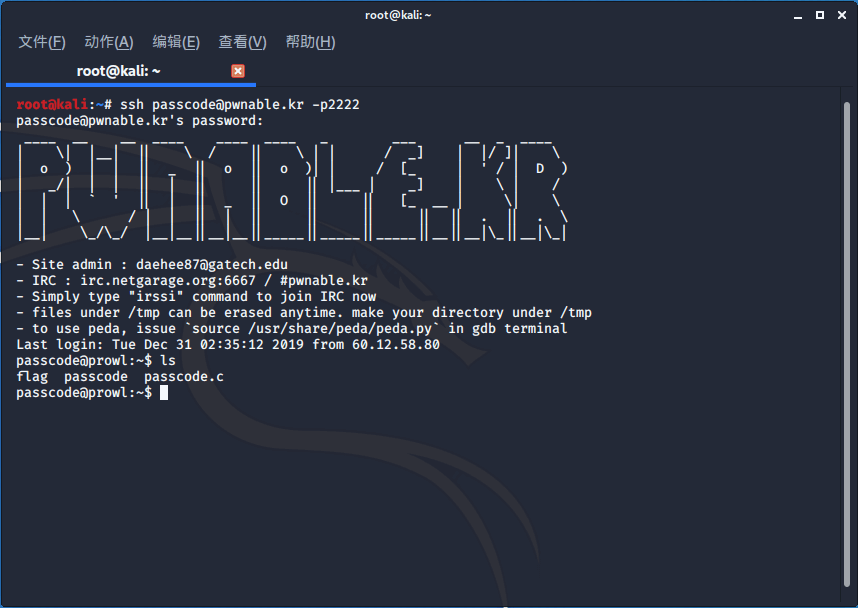 root@kali: ~
文件(F) 动作(A) 编辑(E) 查看(V) 帮助(H)
root@kali: ~
root@kali:~# ssh passcode@pwnable.kr -p2222
passcode@pwnable.kr's password:
PWNABLE.KR
- Site admin : daehee87@gatech.edu
- IRC : irc.netgarage.org:6667 / #pwnable.kr
- Simply type "irssi" command to join IRC now
- files under /tmp can be erased anytime. make your directory under /tmp
- to use peda, issue `source /usr/share/peda/peda.py` in gdb terminal
Last login: Tue Dec 31 02:35:12 2019 from 60.12.58.80
passcode@prowl:~$ ls
flag passcode passcode.c
passcode@prowl:~$